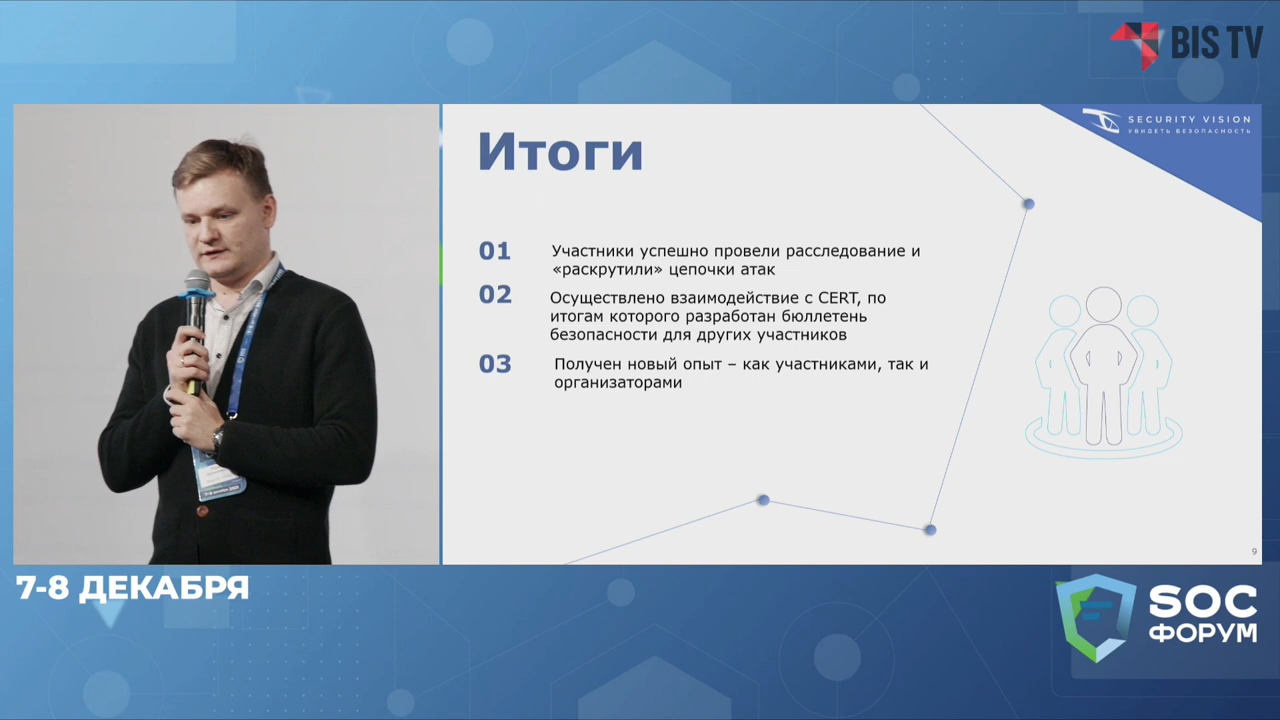 BIS TV
SECURITY VISION
УВИДЕТЬ БЕЗОПАСНОСТЬ
Итоги
01
Участники успешно провели расследование и
«раскрутили» цепочки атак
02
Осуществлено взаимодействие с CERT, по
итогам которого разработан бюллетень
безопасности для других участников
03
Получен новый опыт – как участниками, так и
организаторами
9
7-8 ДЕКАБРЯ
SOC
ФОРУМ